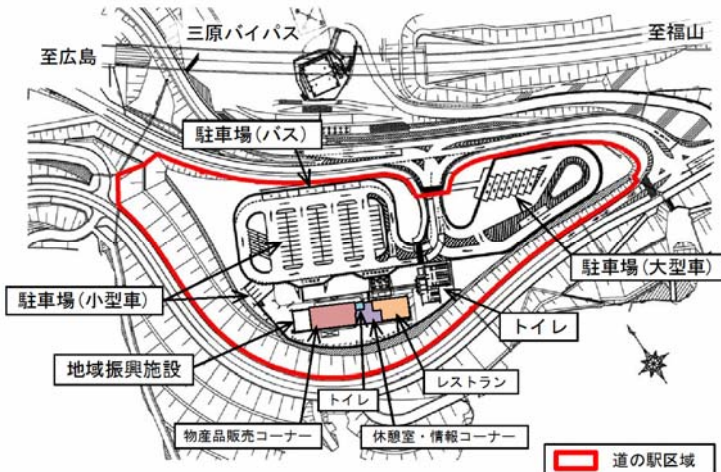 三原バイパス
至福山
至広島
駐車場(バス)
駐車場(大型車)
駐車場(小型車)
トイレ
地域振興施設
レストラン
トイレ
物産品販売コーナー
休憩室・情報コーナー
道の駅区域